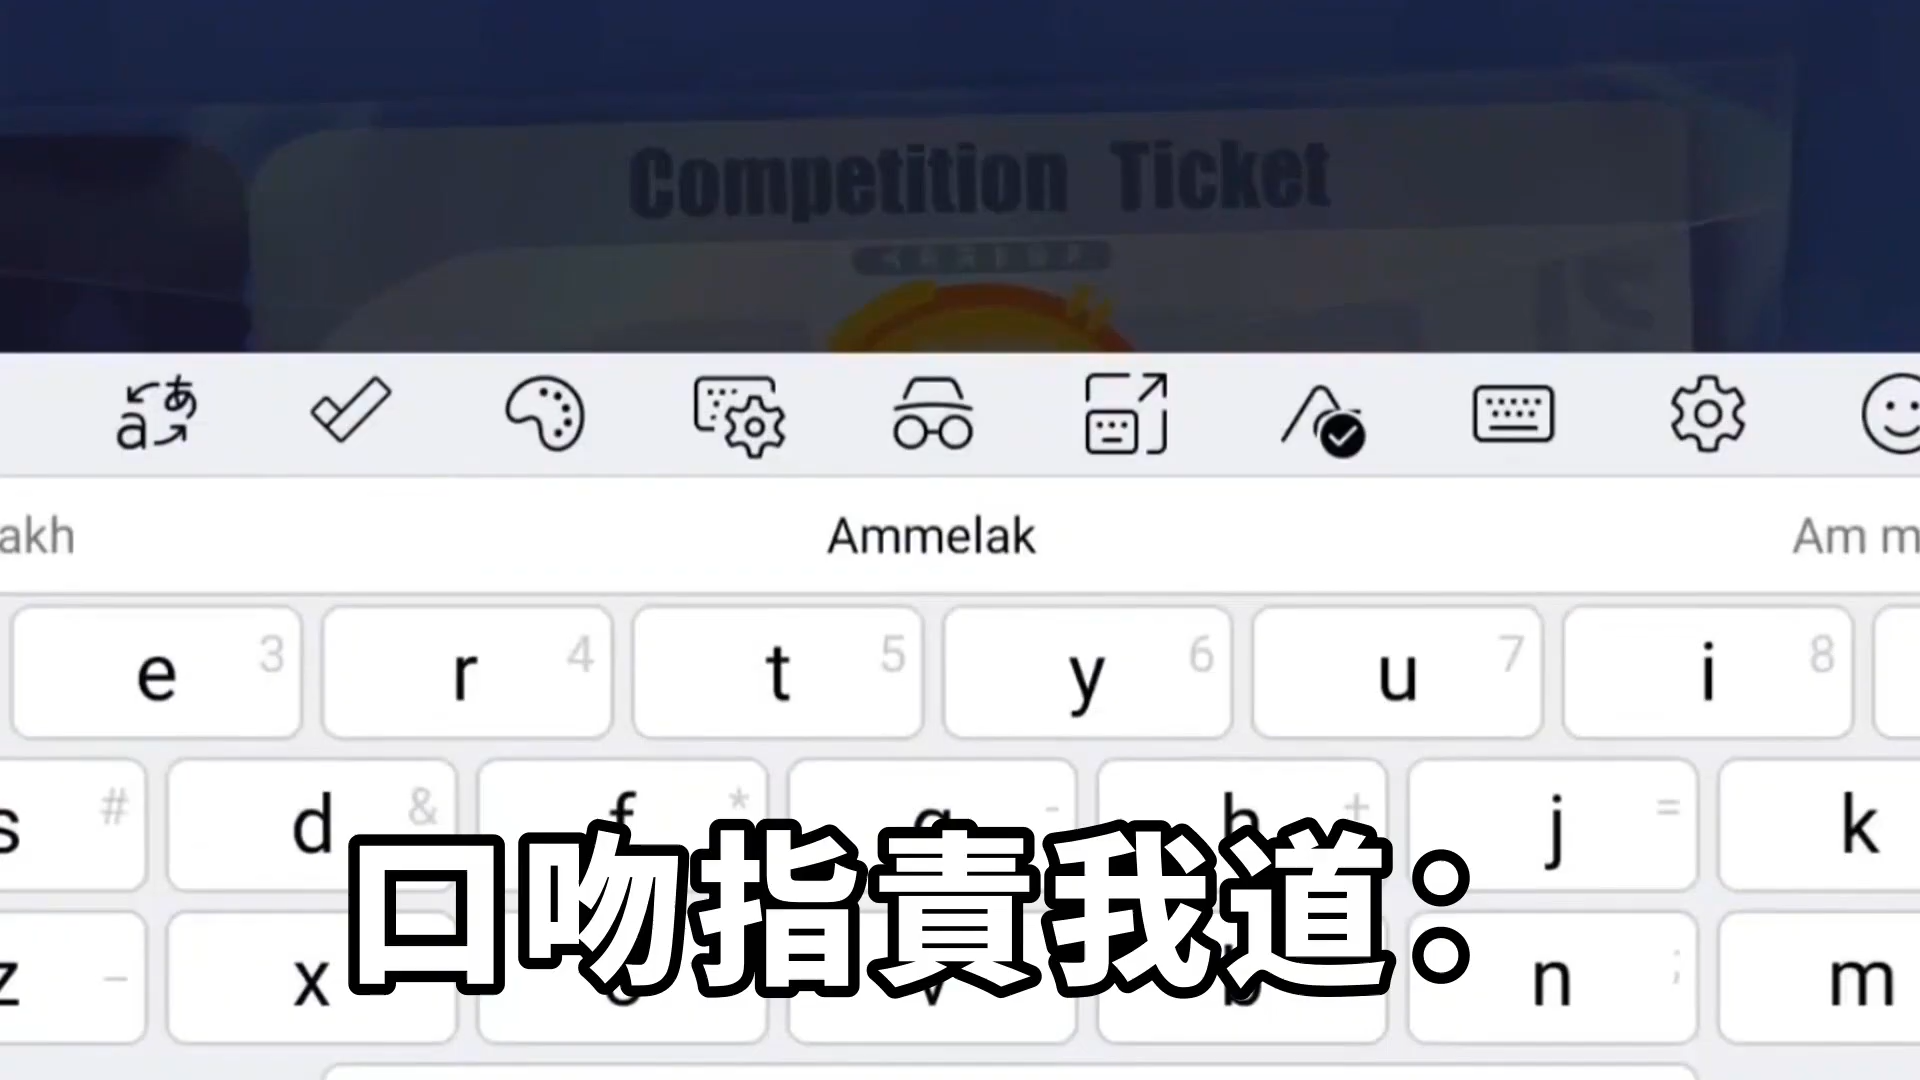 Competition Ticket
akh Ammelak Am m
e 3 r 4 t 5 y 6 u 7 i 8
s # d & f * g - h + j = k
z – x c v b n ; m
口吻指責我道：